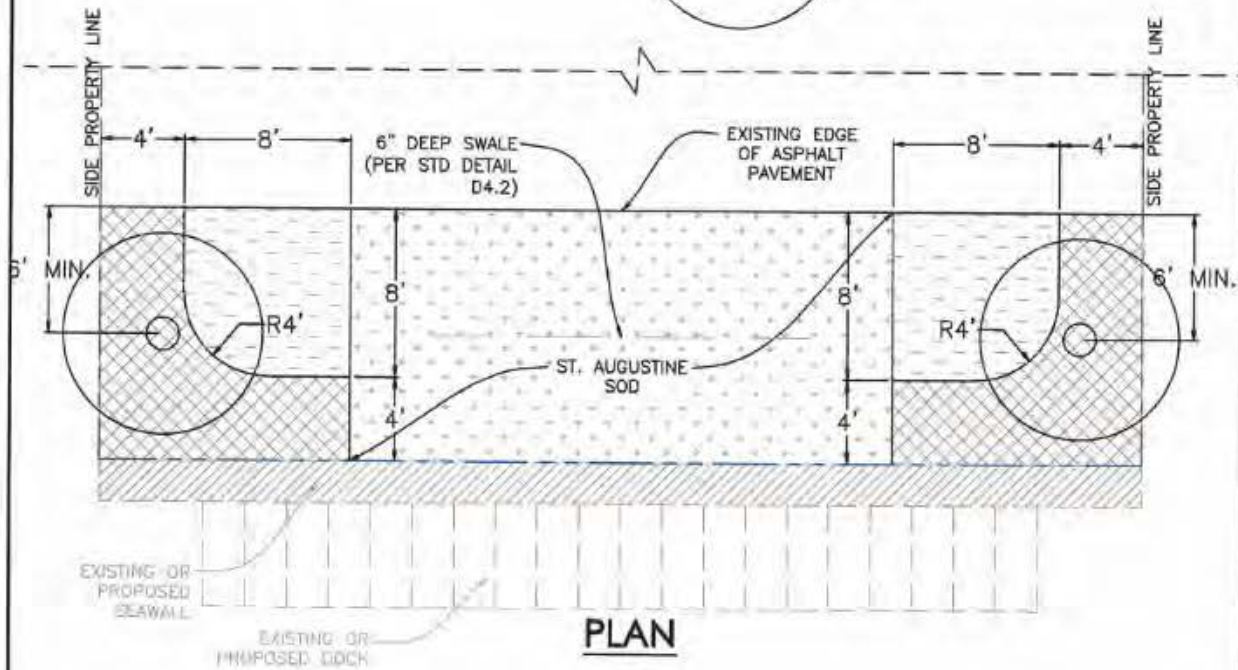 SIDE PROPERTY LINE
SIDE PROPERTY LINE
4'
8'
6" DEEP SWALE
(PER STD DETAIL
D4.2)
EXISTING EDGE
OF ASPHALT
PAVEMENT
8'
4'
6' MIN.
8'
8'
6' MIN.
R4'
R4'
ST. AUGUSTINE
SOD
4'
4'
EXISTING OR
PROPOSED
SEAWALL
EXISTING OR
PROPOSED DOCK
PLAN